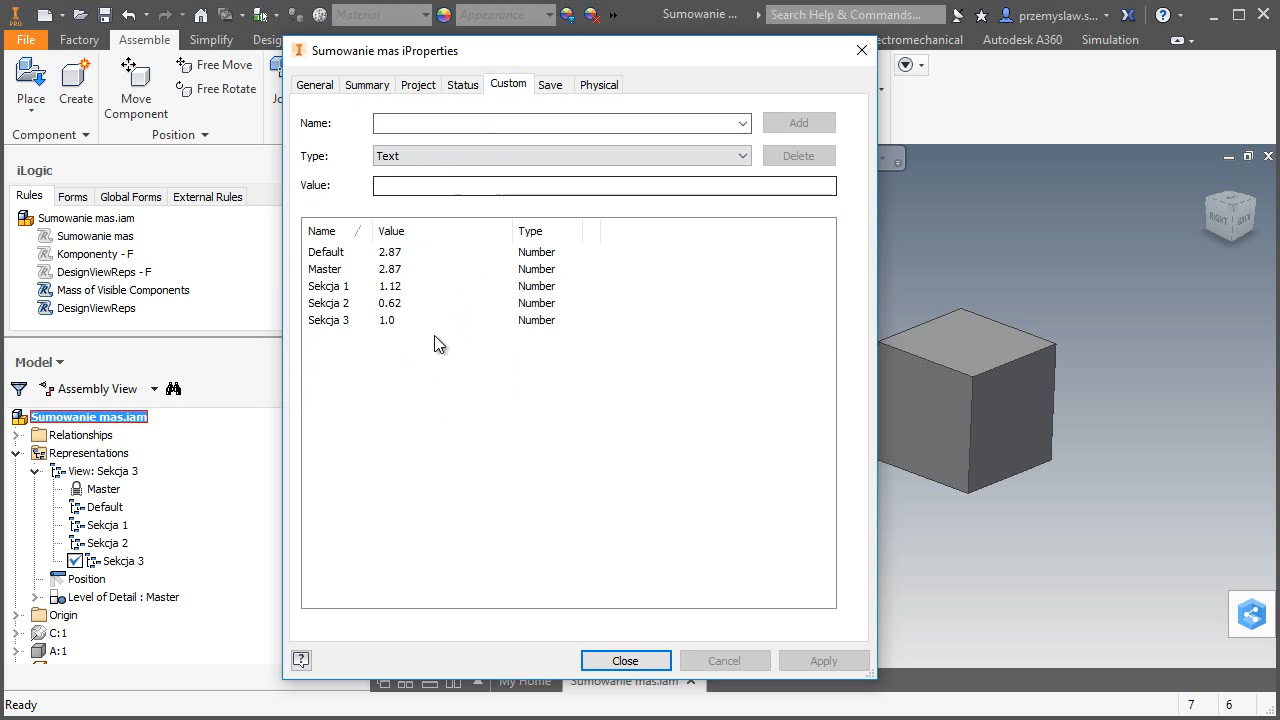 PRO
Material
Appearance
Sumowanie ...
Search Help & Commands...
przemyslaw.s...
File
Factory
Assemble
Simplify
electromechanical
Autodesk A360
Simulation
Place
Create
Move
Component
Free Move
Free Rotate
Component
Position
iLogic
Rules
Forms
Global Forms
External Rules
Sumowanie mas.iam
Sumowanie mas
Komponenty - F
DesignViewReps - F
Mass of Visible Components
DesignViewReps
Model
Assembly View
Sumowanie mas.iam
Relationships
Representations
View: Sekcja 3
Master
Default
Sekcja 1
Sekcja 2
Sekcja 3
Position
Level of Detail : Master
Origin
C:1
A:1
Sumowanie mas iProperties
General
Summary
Project
Status
Custom
Save
Physical
Name:
Add
Type:
Text
Delete
Value:
Name Value Type
Default 2.87 Number
Master 2.87 Number
Sekcja 1 1.12 Number
Sekcja 2 0.62 Number
Sekcja 3 1.0 Number
Close
Cancel
Apply
RIGHT
My Home
Sumowanie mas.iam
Ready
7
6